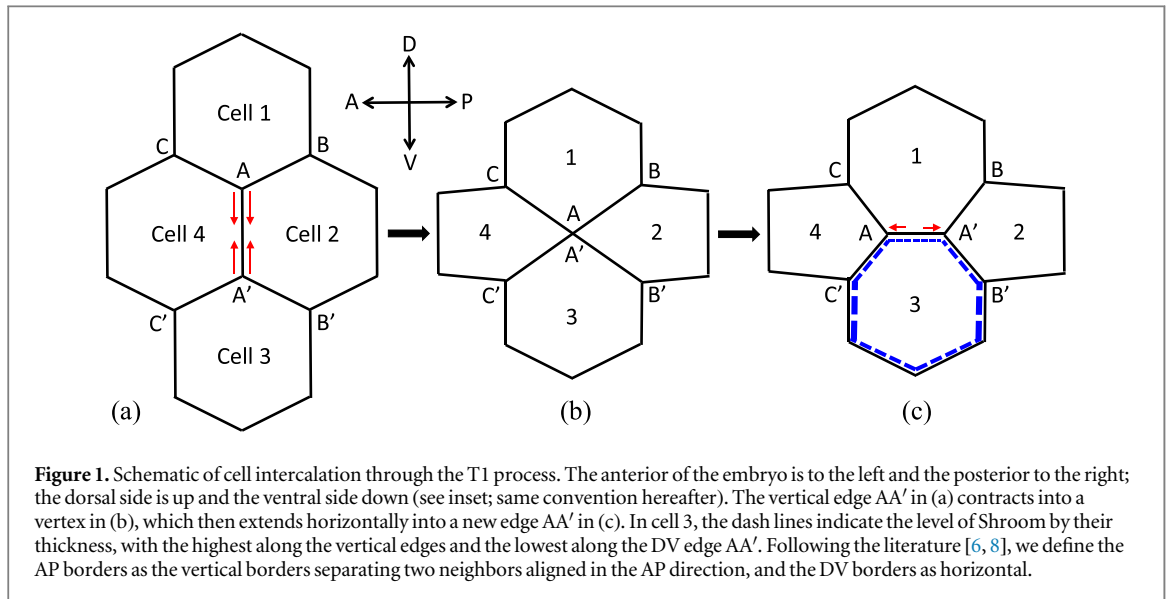 Cell 1
D
A
P
V
C
B
A
Cell 4
Cell 2
A′
C′
B′
Cell 3
(a)
1
C
B
A
4
2
A′
C′
B′
3
(b)
1
C
B
4
A
A′
2
C′
B′
3
(c)
Figure 1. Schematic of cell intercalation through the T1 process. The anterior of the embryo is to the left and the posterior to the right;
the dorsal side is up and the ventral side down (see inset; same convention hereafter). The vertical edge AA′ in (a) contracts into a
vertex in (b), which then extends horizontally into a new edge AA′ in (c). In cell 3, the dash lines indicate the level of Shroom by their
thickness, with the highest along the vertical edges and the lowest along the DV edge AA′. Following the literature [6, 8], we define the
AP borders as the vertical borders separating two neighbors aligned in the AP direction, and the DV borders as horizontal.